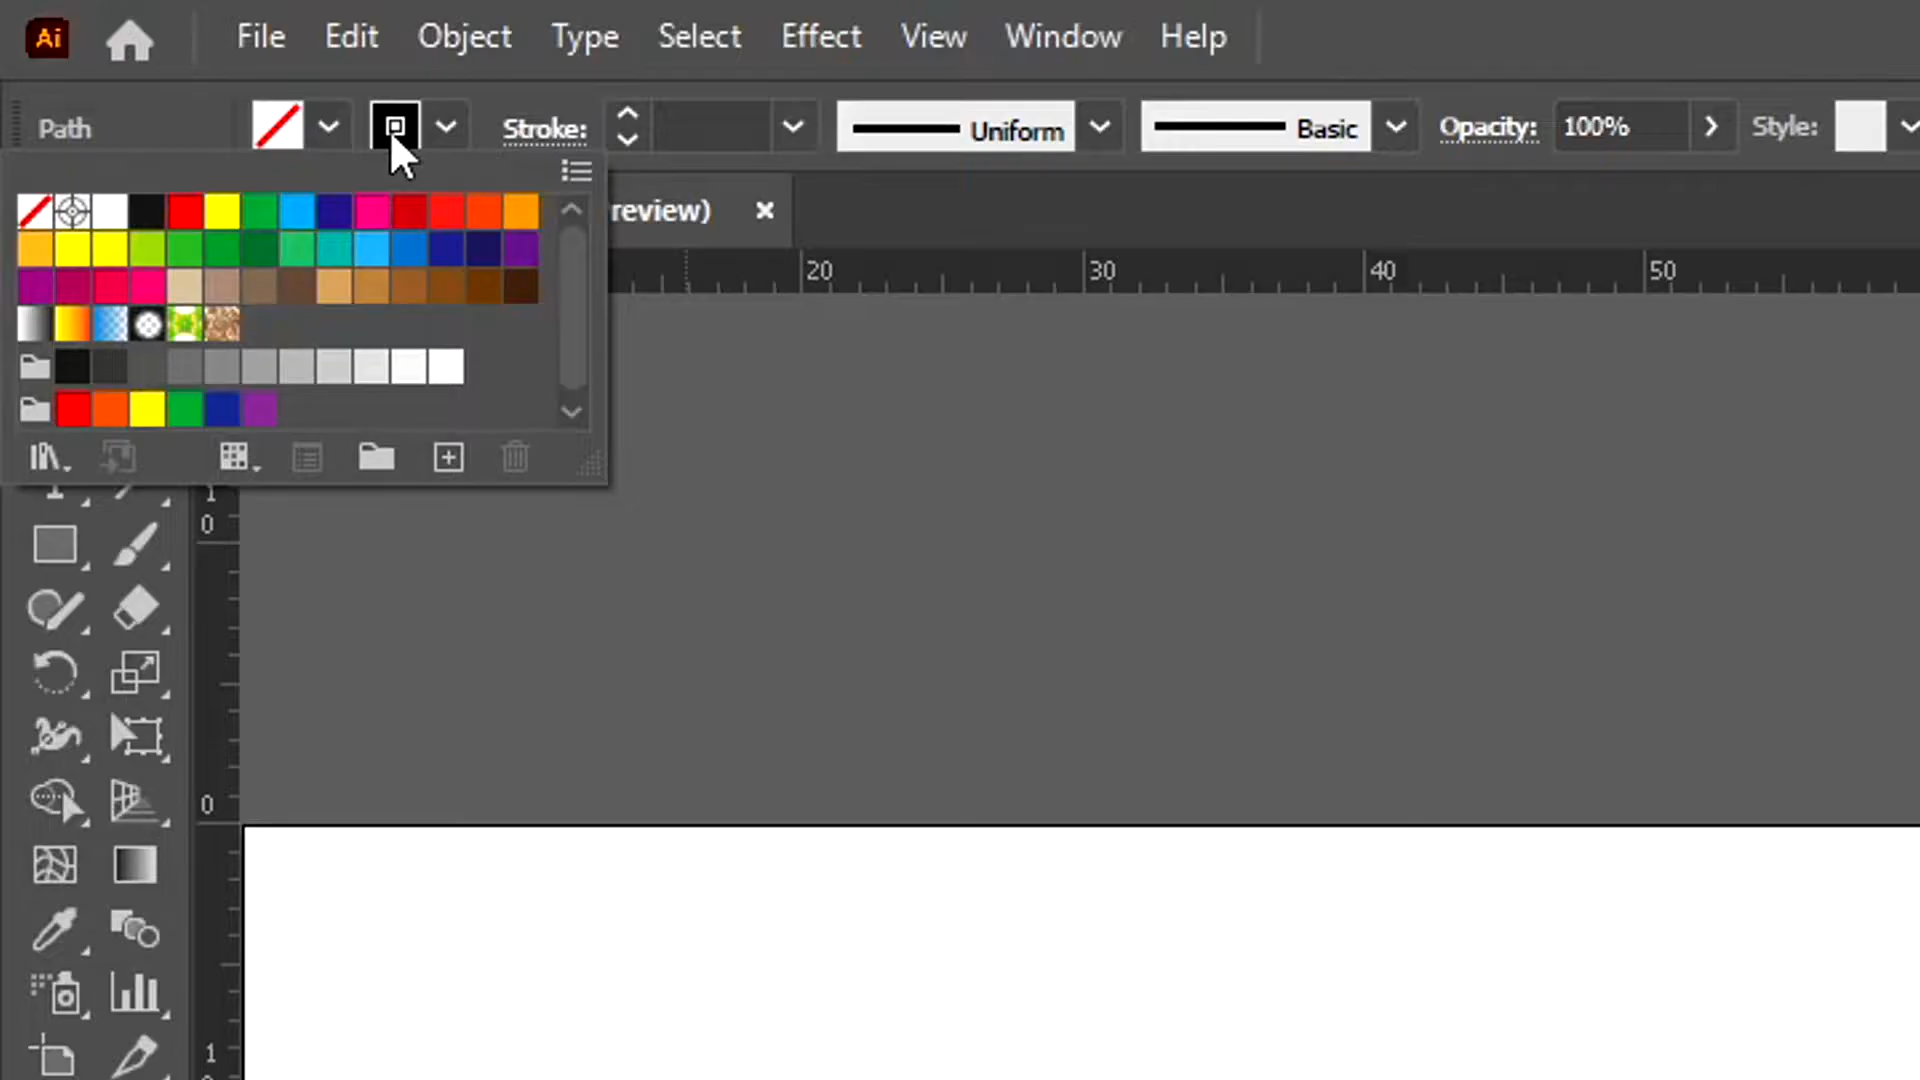 Ai File Edit Object Type Select Effect View Window Help
Path Stroke: Uniform Basic Opacity: 100% Style:
review)
20 30 40 50
1
0
0
1